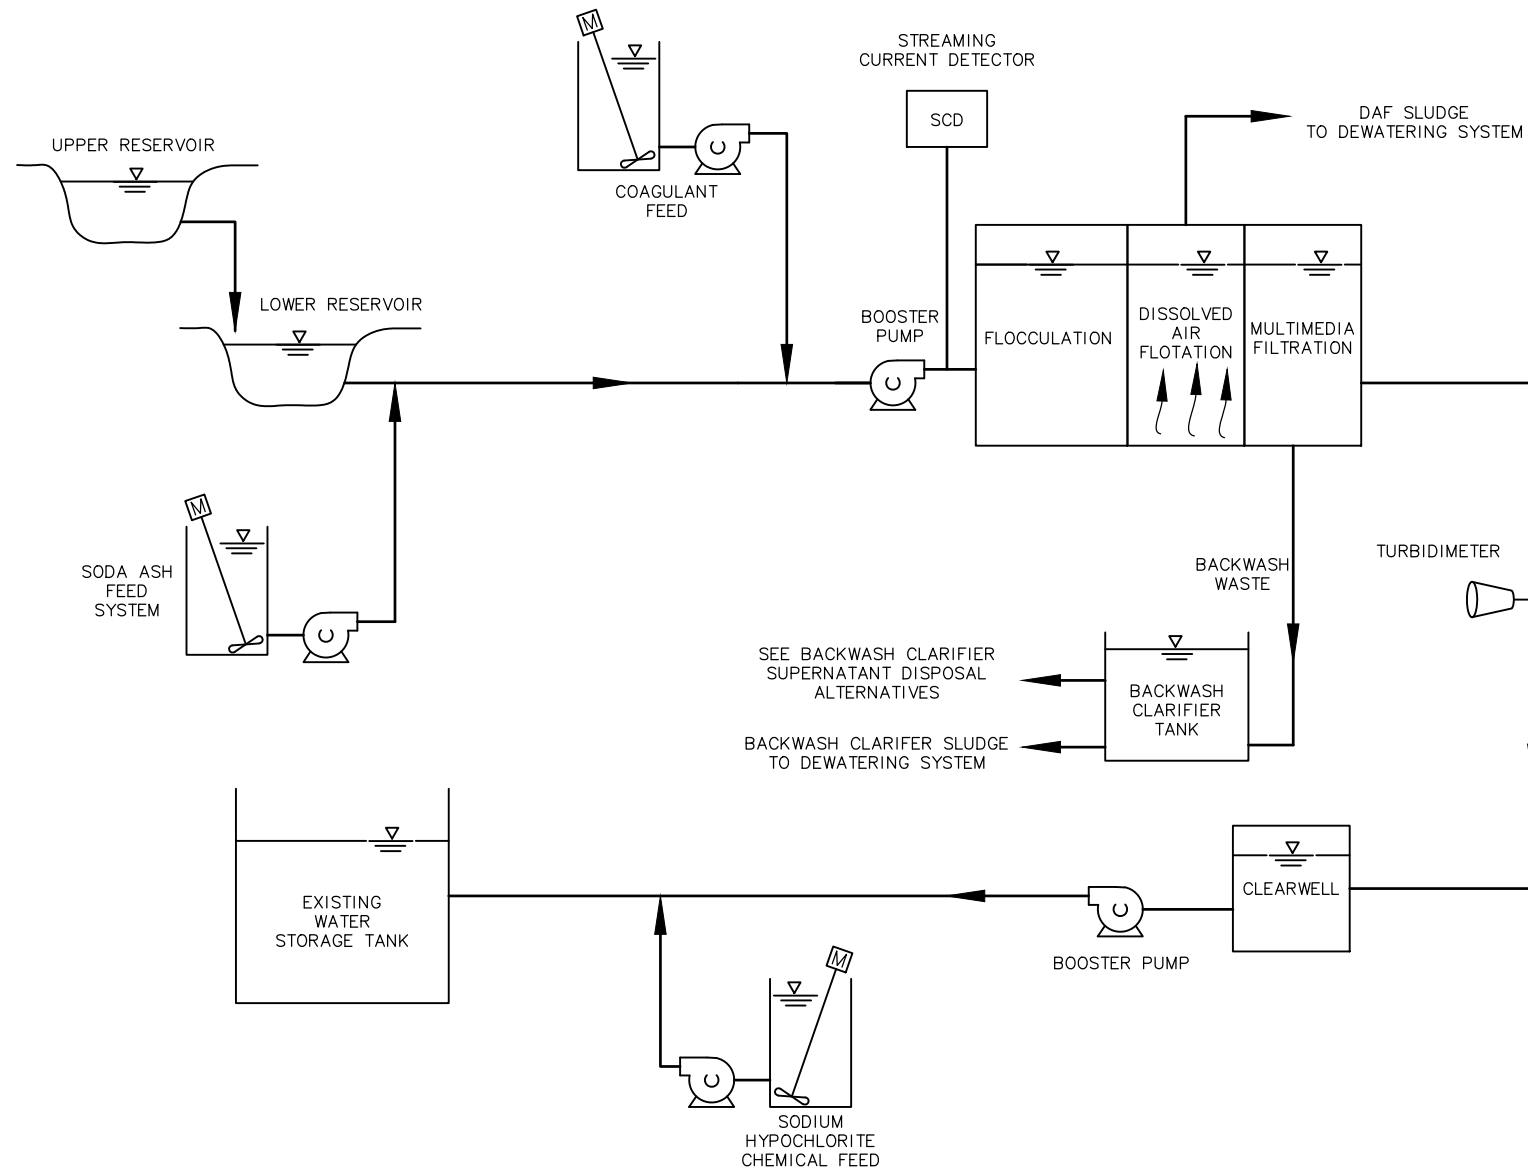 M
STREAMING
CURRENT DETECTOR
SCD
DAF SLUDGE
TO DEWATERING SYSTEM
UPPER RESERVOIR
C
COAGULANT
FEED
LOWER RESERVOIR
BOOSTER
PUMP
C
FLOCCULATION
DISSOLVED
AIR
FLOTATION
MULTIMEDIA
FILTRATION
M
SODA ASH
FEED
SYSTEM
C
BACKWASH
WASTE
TURBIDIMETER
SEE BACKWASH CLARIFIER
SUPERNATANT DISPOSAL
ALTERNATIVES
BACKWASH
CLARIFIER
TANK
BACKWASH CLARIFER SLUDGE
TO DEWATERING SYSTEM
EXISTING
WATER
STORAGE TANK
CLEARWELL
C
BOOSTER PUMP
M
C
SODIUM
HYPOCHLORITE
CHEMICAL FEED